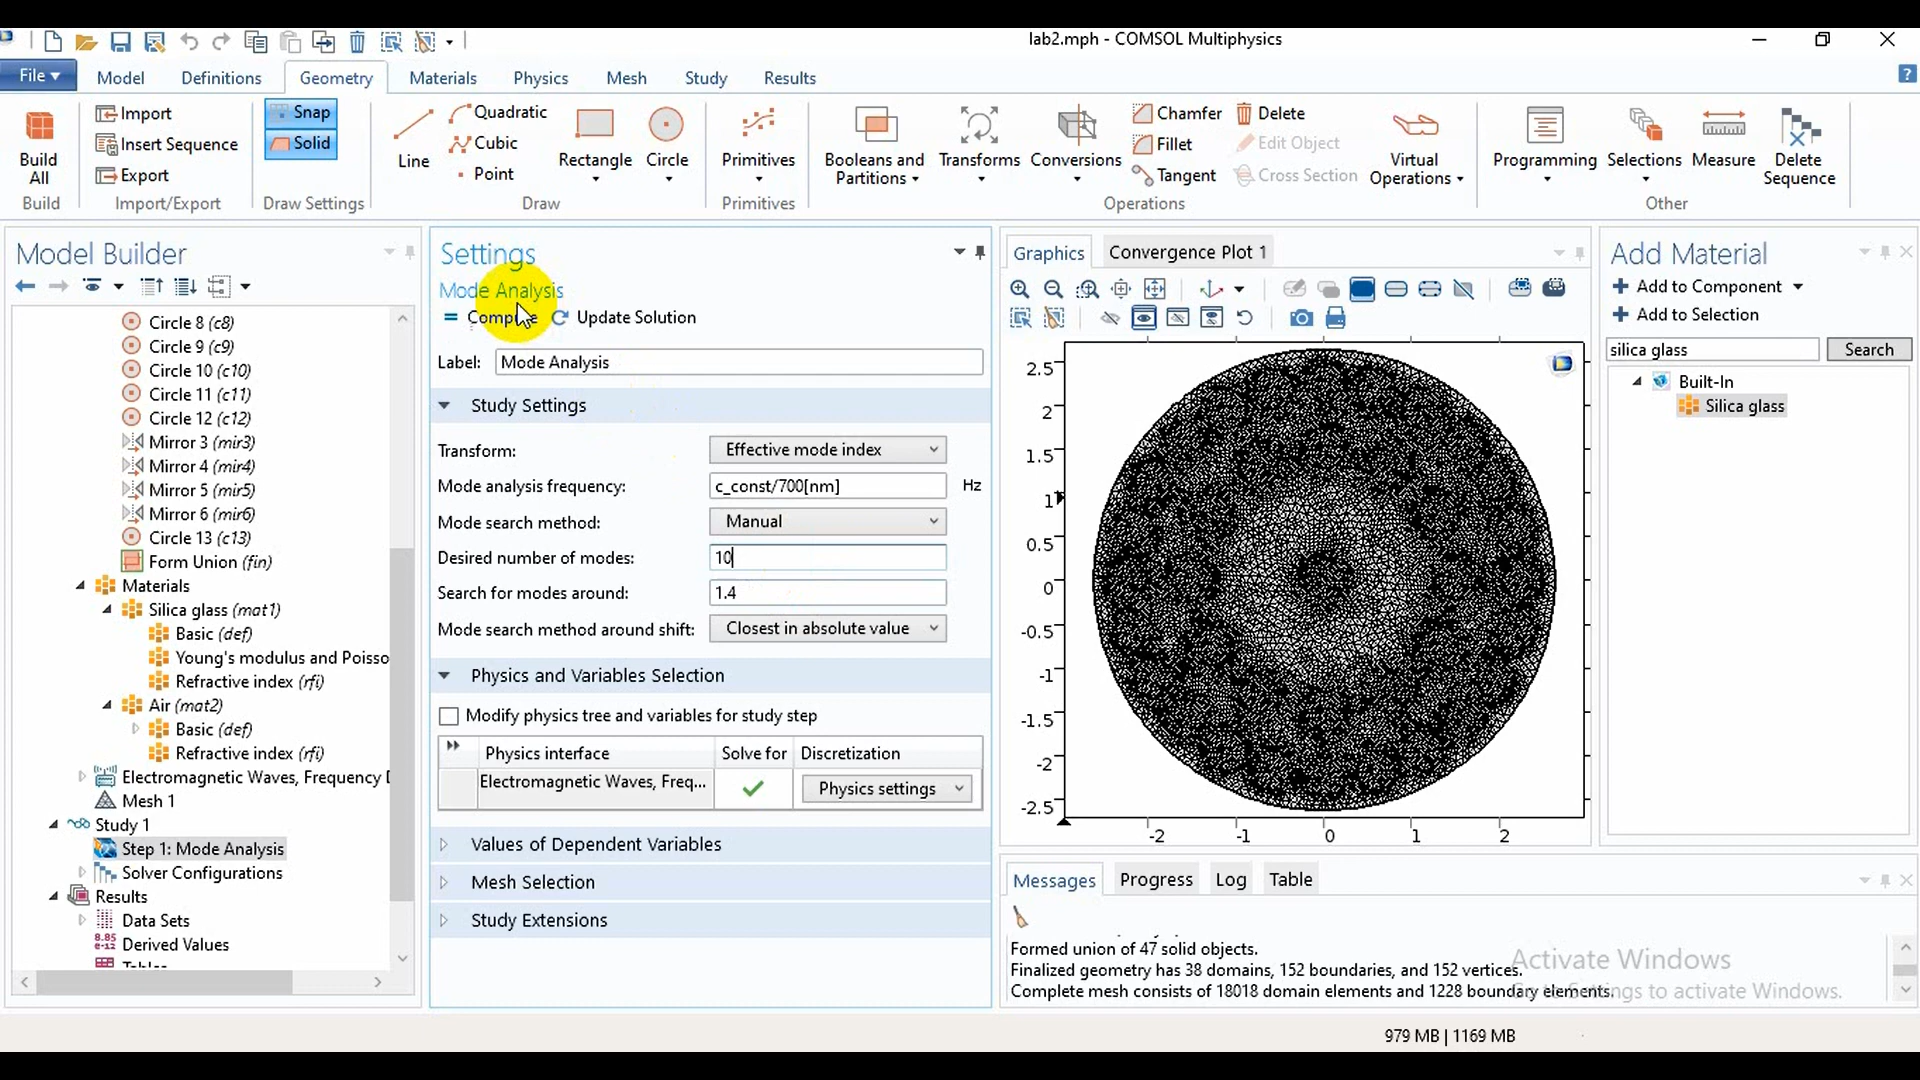 lab2.mph - COMSOL Multiphysics
File Model Definitions Geometry Materials Physics Mesh Study Results
Build All
Build
Import
Insert Sequence
Export
Import/Export
Snap
Solid
Draw Settings
Line
Quadratic
Cubic
Point
Rectangle
Circle
Draw
Primitives
Primitives
Booleans and Partitions
Transforms
Conversions
Chamfer
Fillet
Tangent
Delete
Edit Object
Cross Section
Virtual Operations
Operations
Programming
Selections
Measure
Delete Sequence
Other
Model Builder
Circle 8 (c8)
Circle 9 (c9)
Circle 10 (c10)
Circle 11 (c11)
Circle 12 (c12)
Mirror 3 (mir3)
Mirror 4 (mir4)
Mirror 5 (mir5)
Mirror 6 (mir6)
Circle 13 (c13)
Form Union (fin)
Materials
Silica glass (mat1)
Basic (def)
Young's modulus and Poisso
Refractive index (rfi)
Air (mat2)
Basic (def)
Refractive index (rfi)
Electromagnetic Waves, Frequency
Mesh 1
Study 1
Step 1: Mode Analysis
Solver Configurations
Results
Data Sets
8.85
e-12
Derived Values
Settings
Mode Analysis
= Compute Update Solution
Label: Mode Analysis
Study Settings
Transform: Effective mode index
Mode analysis frequency: c_const/700[nm] Hz
Mode search method: Manual
Desired number of modes: 10
Search for modes around: 1.4
Mode search method around shift: Closest in absolute value
Physics and Variables Selection
Modify physics tree and variables for study step
Physics interface Solve for Discretization
Electromagnetic Waves, Freq... Physics settings
Values of Dependent Variables
Mesh Selection
Study Extensions
Graphics Convergence Plot 1
2.5
2
1.5
1
0.5
0
-0.5
-1
-1.5
-2
-2.5
-2 -1 0 1 2
Add Material
+ Add to Component
+ Add to Selection
silica glass Search
Built-In
Silica glass
Messages Progress Log Table
Formed union of 47 solid objects.
Finalized geometry has 38 domains, 152 boundaries, and 152 vertices.
Complete mesh consists of 18018 domain elements and 1228 boundary elements.
Activate Windows
Go to Settings to activate Windows.
979 MB | 1169 MB